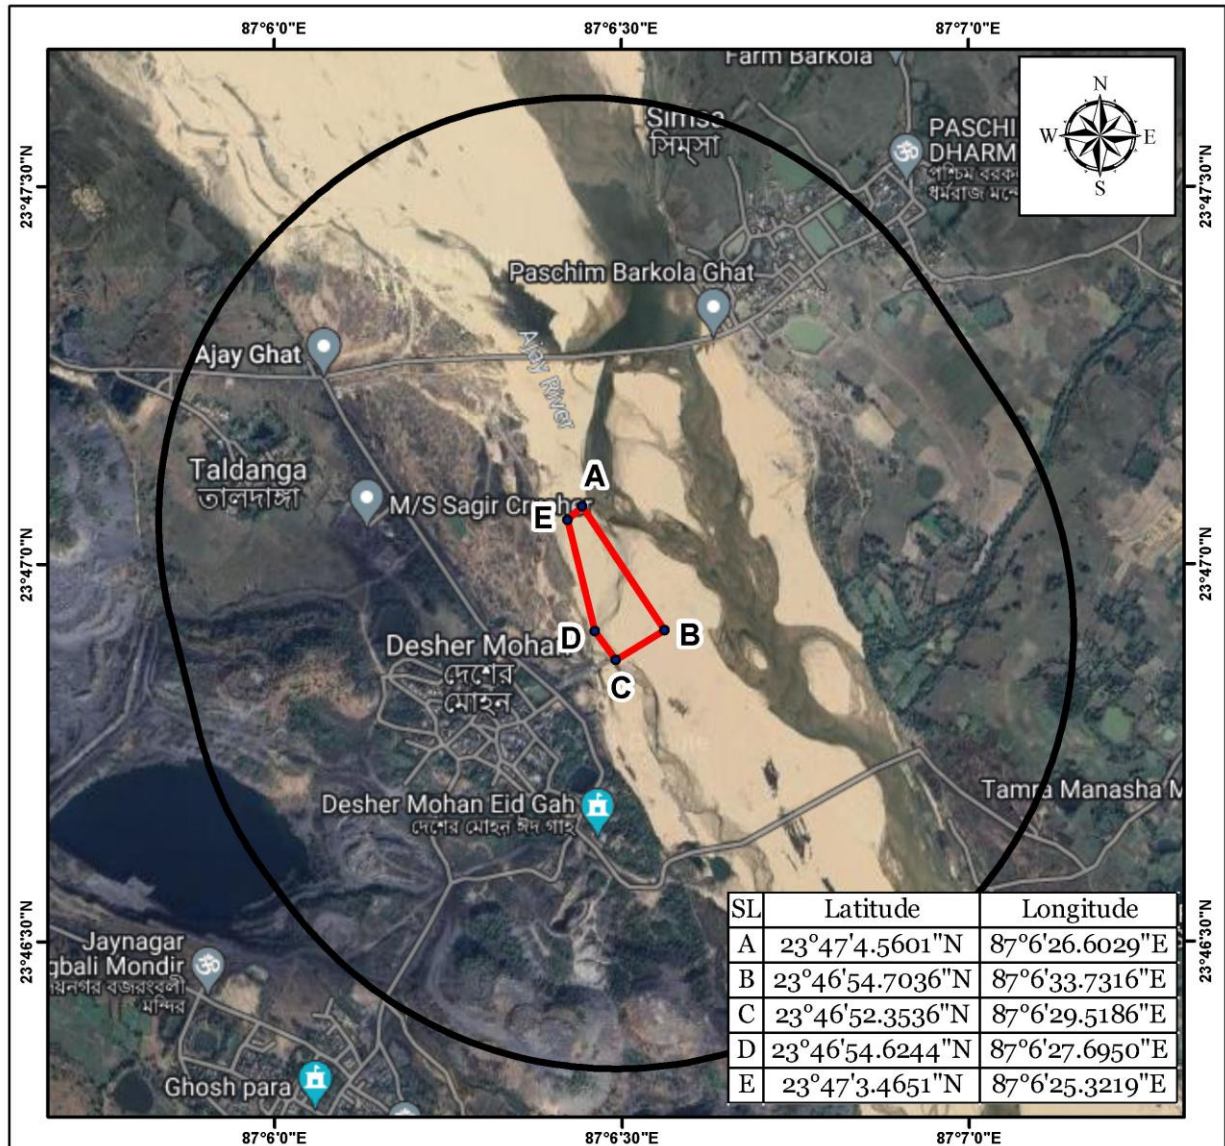 87°6'0"E
87°6'30"E
87°7'0"E
Farm Barkola
N
W
E
S
Simsa
সিম্সা
PASCHI
DHARM
পশ্চিম বরক
ধর্মরাজ মন্দে
23°47'30"N
23°47'30"N
Paschim Barkola Ghat
Ajay Ghat
Ajay River
Taldanga
তালদাঙ্গা
M/S Sagir Crusher
A
E
23°47'0"N
23°47'0"N
D
B
C
Desher Mohan
দেশের
মোহন
Desher Mohan Eid Gah
দেশের মোহন ঈদ গাহ
Tamra Manasha M
23°46'30"N
23°46'30"N
Jaynagar
gbali Mondir
য়নগর বজরংবলী
মন্দির
Ghosh para
SL Latitude Longitude
A 23°47'4.5601"N 87°6'26.6029"E
B 23°46'54.7036"N 87°6'33.7316"E
C 23°46'52.3536"N 87°6'29.5186"E
D 23°46'54.6244"N 87°6'27.6950"E
E 23°47'3.4651"N 87°6'25.3219"E
87°6'0"E
87°6'30"E
87°7'0"E